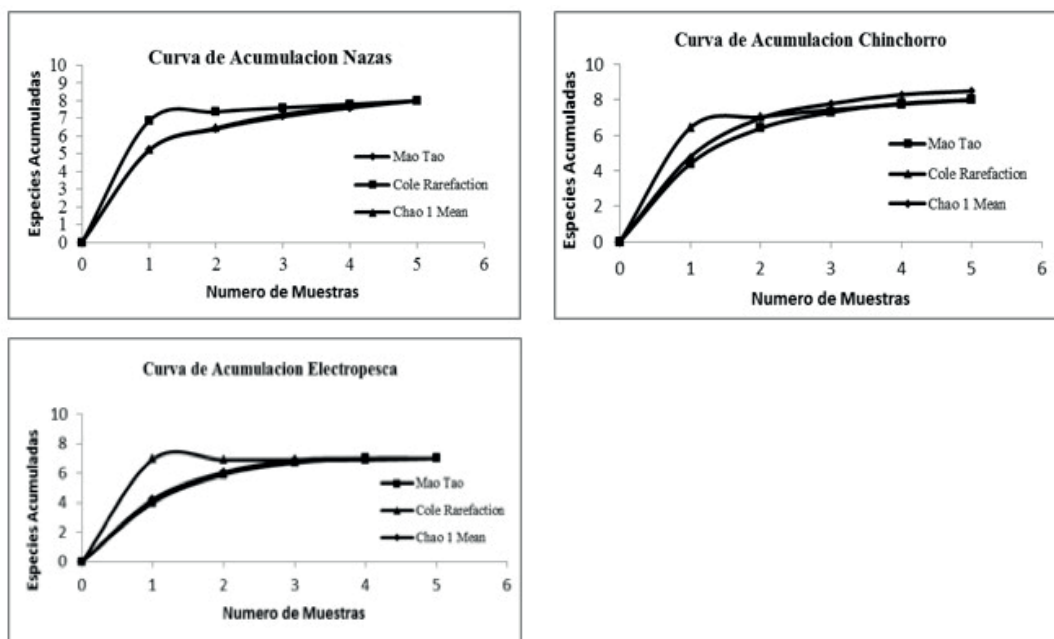 Curva de Acumulacion Nazas
Especies Acumuladas
10
9
8
7
6
5
4
3
2
1
0
0 1 2 3 4 5 6
Numero de Muestras
Mao Tao
Cole Rarefaction
Chao 1 Mean
Curva de Acumulacion Chinchorro
Especies Acumuladas
10
8
6
4
2
0
0 1 2 3 4 5 6
Numero de Muestras
Mao Tao
Cole Rarefaction
Chao 1 Mean
Curva de Acumulacion Electropesca
Especies Acumuladas
10
8
6
4
2
0
0 1 2 3 4 5 6
Numero de Muestras
Mao Tao
Cole Rarefaction
Chao 1 Mean